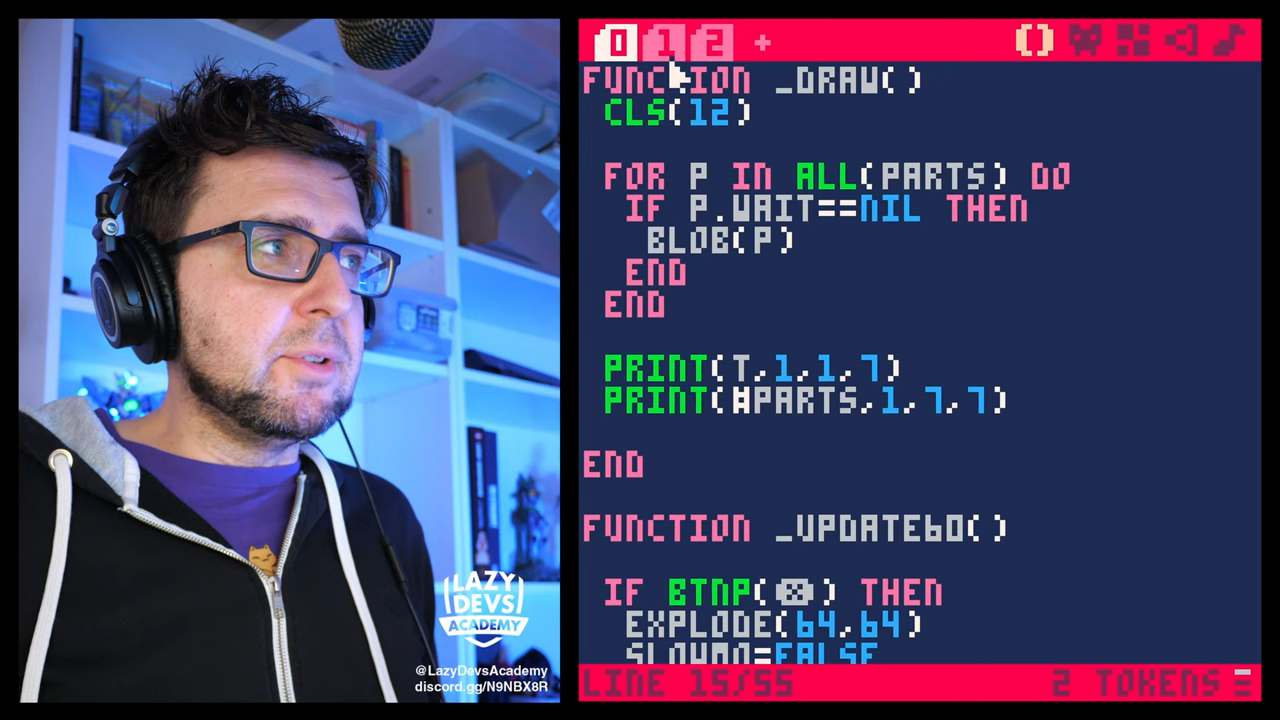 0 1 2 +
FUNCTION _DRAW()
CLS(12)
FOR P IN ALL(PARTS) DO
IF P.WAIT==NIL THEN
BLOB(P)
END
END
PRINT(T,1,1,7)
PRINT(#PARTS,1,7,7)
END
FUNCTION _UPDATE60()
IF BTNP(❎) THEN
EXPLODE(64,64)
SLOWMO=FALSE
LINE 15/55
2 TOKENS
LAZY
DEVS
ACADEMY
@LazyDevsAcademy
discord.gg/N9NBX8R